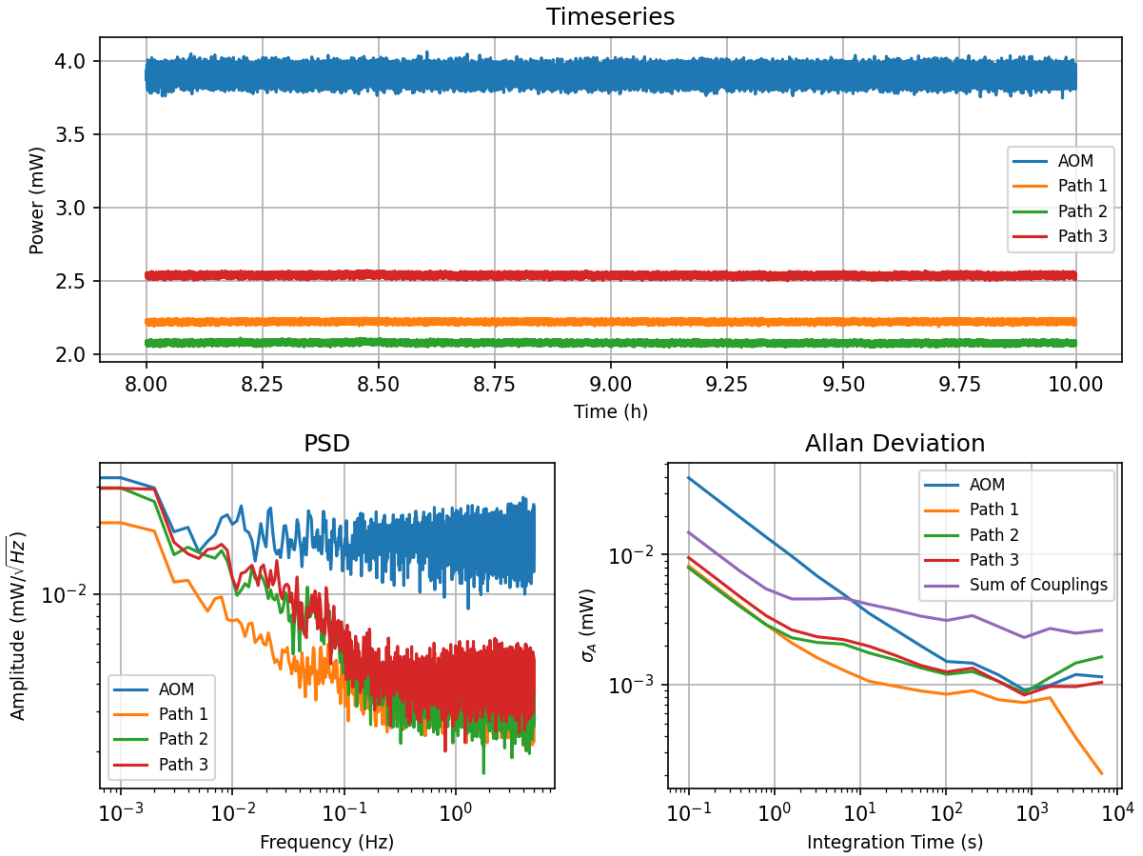 Timeseries
Power (mW)
4.0
3.5
3.0
2.5
2.0
AOM
Path 1
Path 2
Path 3
8.00 8.25 8.50 8.75 9.00 9.25 9.50 9.75 10.00
Time (h)
PSD
Amplitude (mW/√Hz)
10⁻²
AOM
Path 1
Path 2
Path 3
10⁻³ 10⁻² 10⁻¹ 10⁰
Frequency (Hz)
Allan Deviation
σ_A (mW)
10⁻²
10⁻³
AOM
Path 1
Path 2
Path 3
Sum of Couplings
10⁻¹ 10⁰ 10¹ 10² 10³ 10⁴
Integration Time (s)